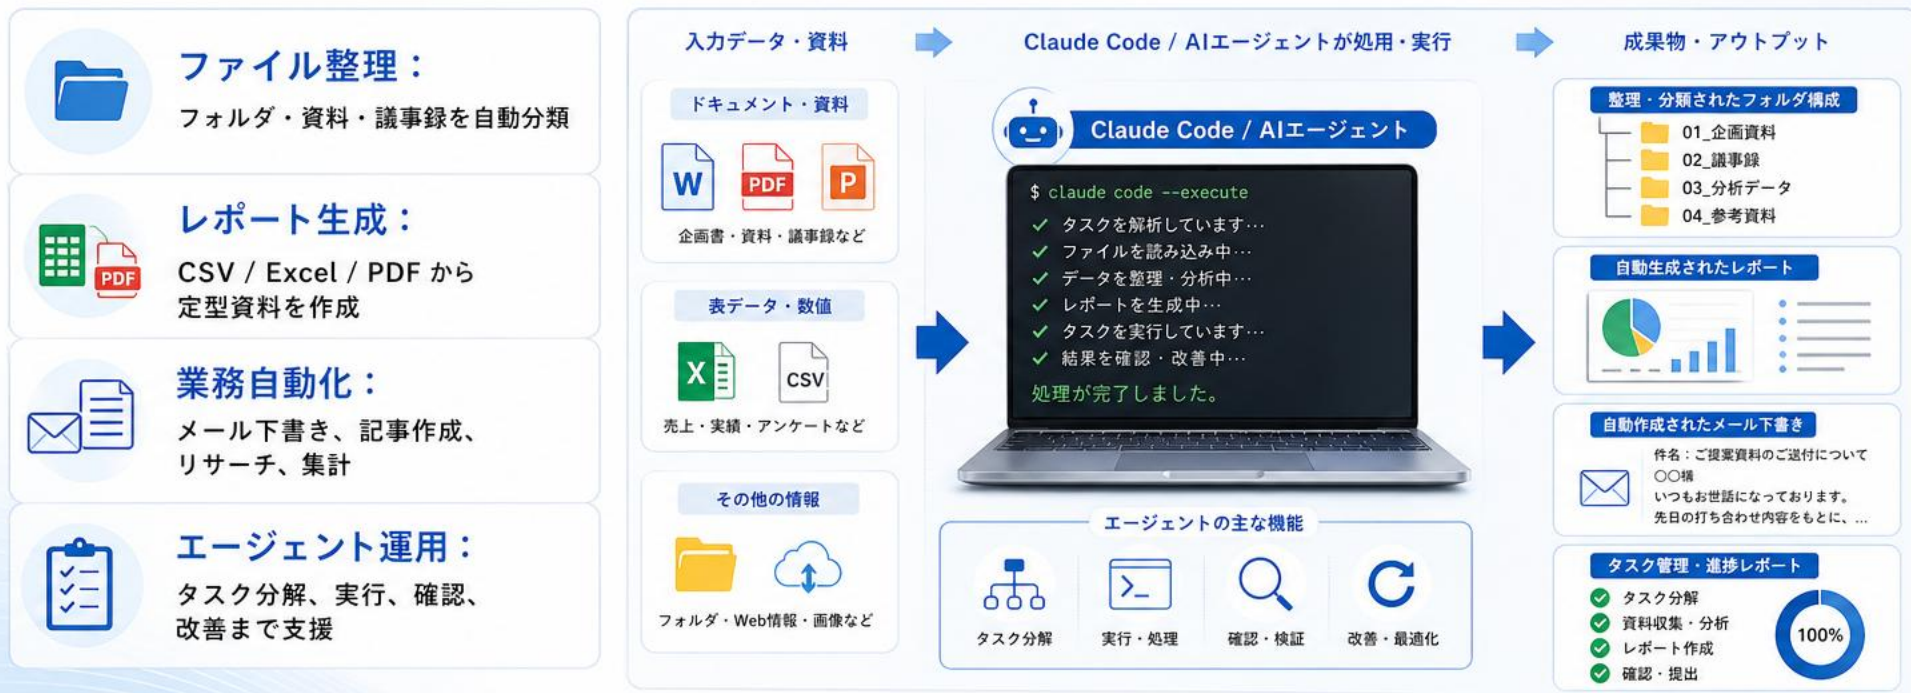 ファイル整理：
フォルダ・資料・議事録を自動分類
レポート生成：
CSV / Excel / PDF から
定型資料を作成
PDF
業務自動化：
メール下書き、記事作成、
リサーチ、集計
エージェント運用：
タスク分解、実行、確認、
改善まで支援
入力データ・資料
Claude Code / AIエージェントが処用・実行
成果物・アウトプット
ドキュメント・資料
W
PDF
P
企画書・資料・議事録など
表データ・数値
X
CSV
売上・実績・アンケートなど
その他の情報
フォルダ・Web情報・画像など
Claude Code / AIエージェント
$ claude code --execute
✓ タスクを解析しています…
✓ ファイルを読み込み中…
✓ データを整理・分析中…
✓ レポートを生成中…
✓ タスクを実行しています…
✓ 結果を確認・改善中…
処理が完了しました。
エージェントの主な機能
タスク分解
実行・処理
確認・検証
改善・最適化
整理・分類されたフォルダ構成
01_企画資料
02_議事録
03_分析データ
04_参考資料
自動生成されたレポート
自動作成されたメール下書き
件名：ご提案資料のご送付について
〇〇
いつもお世話になっております。
先日の打ち合わせ内容をもとに、…
タスク管理・進捗レポート
タスク分解
資料収集・分析
レポート作成
確認・提出
100%